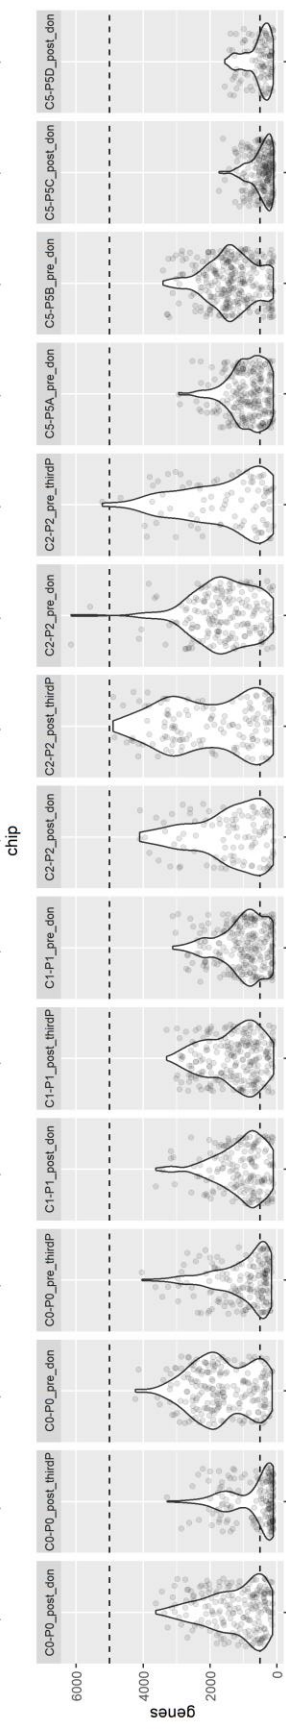 chip
C0-P0_post_don
C0-P0_post_thirdP
C0-P0_pre_don
C0-P0_pre_thirdP
C1-P1_post_don
C1-P1_post_thirdP
C1-P1_pre_don
C2-P2_post_don
C2-P2_post_thirdP
C2-P2_pre_don
C2-P2_pre_thirdP
C5-P5A_pre_don
C5-P5B_pre_don
C5-P5C_post_don
C5-P5D_post_don
6000
4000
2000
0
genes